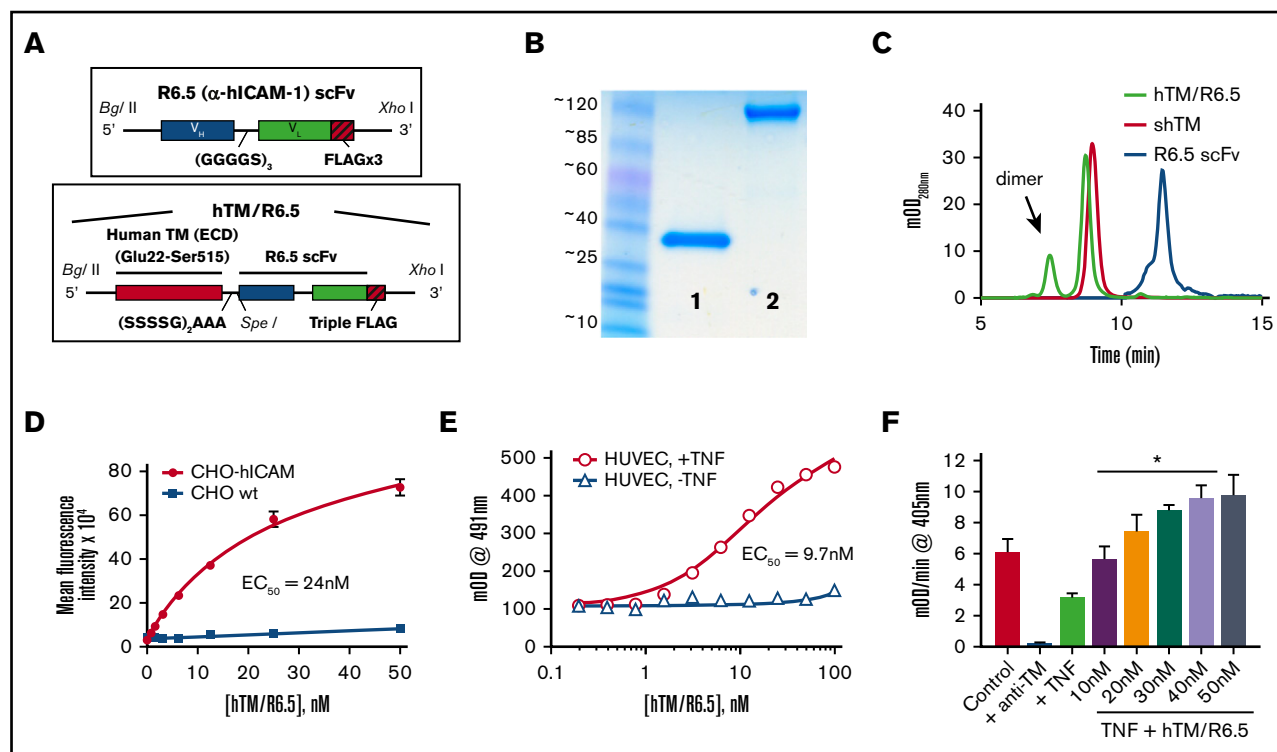 A
R6.5 (α-hICAM-1) scFv
Bgl II
Xho I
5’
VH
VL
3’
(GGGGS)3
FLAGx3
hTM/R6.5
Human TM (ECD)
(Glu22-Ser515)
R6.5 scFv
Bgl II
Xho I
5’
3’
(SSSSG)2AAA
Spe I
Triple FLAG
B
~120
~85
~60
~40
~25
~10
1
2
C
hTM/R6.5
shTM
R6.5 scFv
dimer
mOD280nm
40
30
20
10
0
5
10
15
Time (min)
D
CHO-hICAM
CHO wt
Mean fluorescence
intensity x 10⁴
80
60
40
20
0
EC50 = 24nM
0
10
20
30
40
50
[hTM/R6.5], nM
E
HUVEC, +TNF
HUVEC, -TNF
mOD @ 491nm
500
400
300
200
100
0
EC50 = 9.7nM
0.1
1
10
100
[hTM/R6.5], nM
F
mOD/min @ 405nm
12
10
8
6
4
2
0
*
Control
+ anti-TM
+ TNF
10nM
20nM
30nM
40nM
50nM
TNF + hTM/R6.5